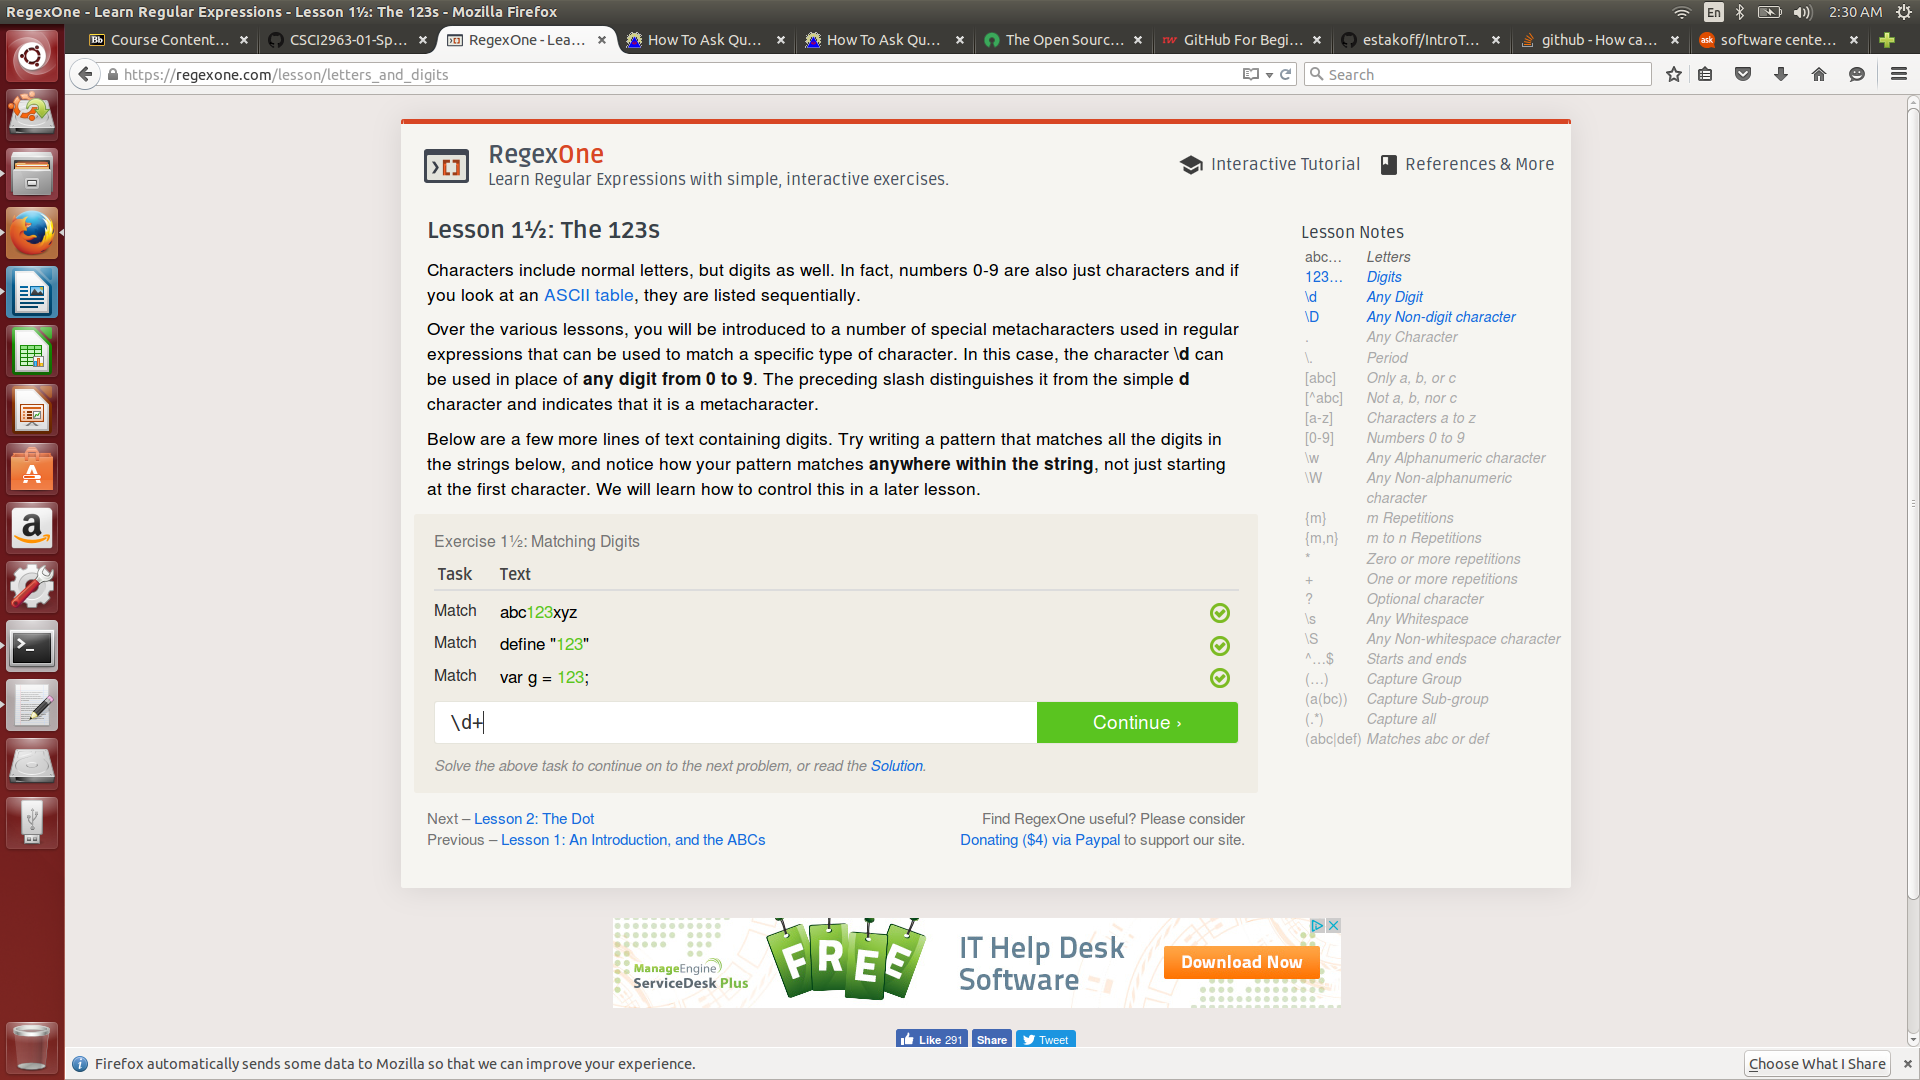 RegexOne - Learn Regular Expressions - Lesson 1½: The 123s - Mozilla Firefox
En
2:30 AM
Bb Course Content...
CSCI2963-01-Sp...
RegexOne - Lea...
How To Ask Qu...
How To Ask Qu...
The Open Sourc...
rw GitHub For Begi...
estakoff/IntroT...
github - How ca...
ask software cente...
https://regexone.com/lesson/letters_and_digits
Search
RegexOne
Learn Regular Expressions with simple, interactive exercises.
Interactive Tutorial
References & More
Lesson 1½: The 123s
Characters include normal letters, but digits as well. In fact, numbers 0-9 are also just characters and if
you look at an ASCII table, they are listed sequentially.
Over the various lessons, you will be introduced to a number of special metacharacters used in regular
expressions that can be used to match a specific type of character. In this case, the character \d can
be used in place of any digit from 0 to 9. The preceding slash distinguishes it from the simple d
character and indicates that it is a metacharacter.
Below are a few more lines of text containing digits. Try writing a pattern that matches all the digits in
the strings below, and notice how your pattern matches anywhere within the string, not just starting
at the first character. We will learn how to control this in a later lesson.
Exercise 1½: Matching Digits
Task Text
Match abc123xyz
Match define "123"
Match var g = 123;
\d+
Continue ›
Solve the above task to continue on to the next problem, or read the Solution.
Next – Lesson 2: The Dot
Previous – Lesson 1: An Introduction, and the ABCs
Find RegexOne useful? Please consider
Donating ($4) via Paypal to support our site.
Lesson Notes
abc... Letters
123... Digits
\d Any Digit
\D Any Non-digit character
. Any Character
\. Period
[abc] Only a, b, or c
[^abc] Not a, b, nor c
[a-z] Characters a to z
[0-9] Numbers 0 to 9
\w Any Alphanumeric character
\W Any Non-alphanumeric
character
{m} m Repetitions
{m,n} m to n Repetitions
* Zero or more repetitions
+ One or more repetitions
? Optional character
\s Any Whitespace
\S Any Non-whitespace character
^...$ Starts and ends
(...) Capture Group
(a(bc)) Capture Sub-group
(.*) Capture all
(abc|def) Matches abc or def
ManageEngine
ServiceDesk Plus
FREE
IT Help Desk
Software
Download Now
Like 291
Share
Tweet
Firefox automatically sends some data to Mozilla so that we can improve your experience.
Choose What I Share